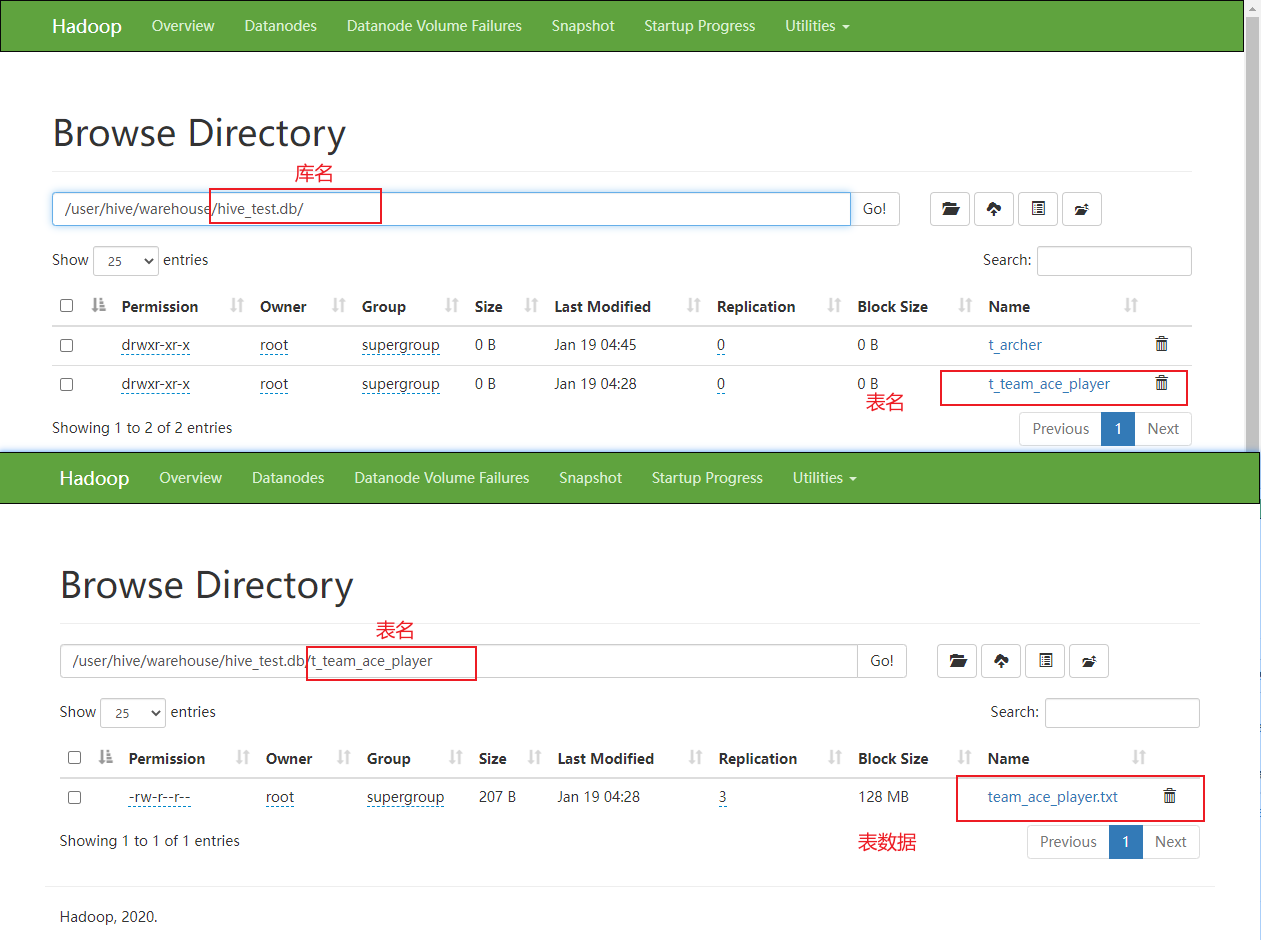 Hadoop Overview Datanodes Datanode Volume Failures Snapshot Startup Progress Utilities
Browse Directory
库名
/user/hive/warehouse/hive_test.db/ Go!
Show 25 entries Search:
Permission Owner Group Size Last Modified Replication Block Size Name
drwxr-xr-x root supergroup 0 B Jan 19 04:45 0 0 B t_archer
drwxr-xr-x root supergroup 0 B Jan 19 04:28 0 0 B t_team_ace_player
表名
Showing 1 to 2 of 2 entries Previous 1 Next
Hadoop Overview Datanodes Datanode Volume Failures Snapshot Startup Progress Utilities
Browse Directory
表名
/user/hive/warehouse/hive_test.db/t_team_ace_player Go!
Show 25 entries Search:
Permission Owner Group Size Last Modified Replication Block Size Name
-rw-r--r-- root supergroup 207 B Jan 19 04:28 3 128 MB team_ace_player.txt
Showing 1 to 1 of 1 entries 表数据 Previous 1 Next
Hadoop, 2020.